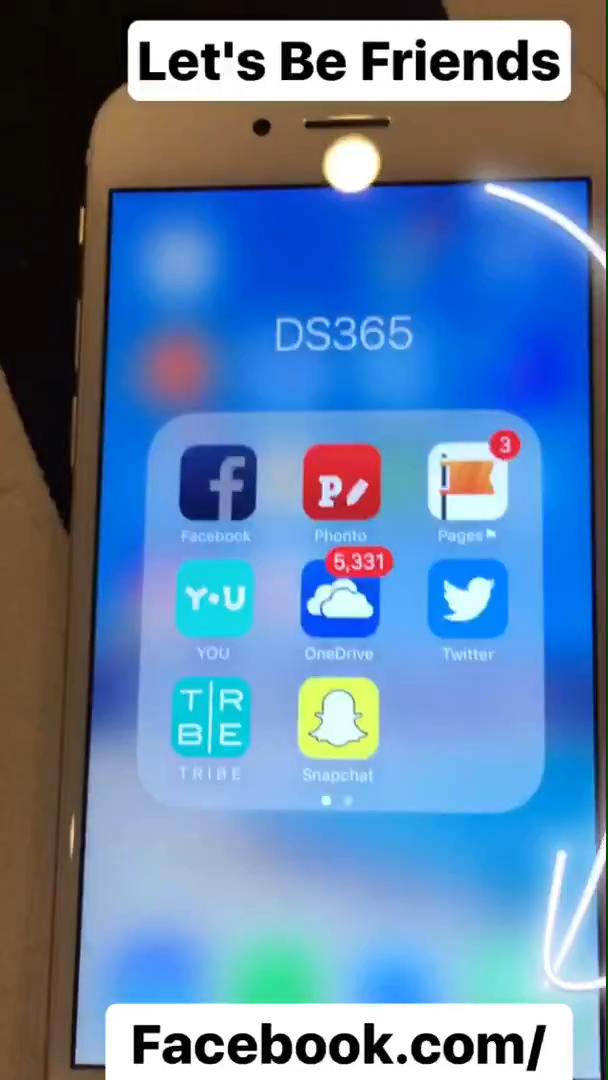 Let's Be Friends
DS365
3
Facebook
Phonto
Pages
5,331
Y•U
YOU
OneDrive
Twitter
T|R
B|E
TRIBE
Snapchat
Facebook.com/